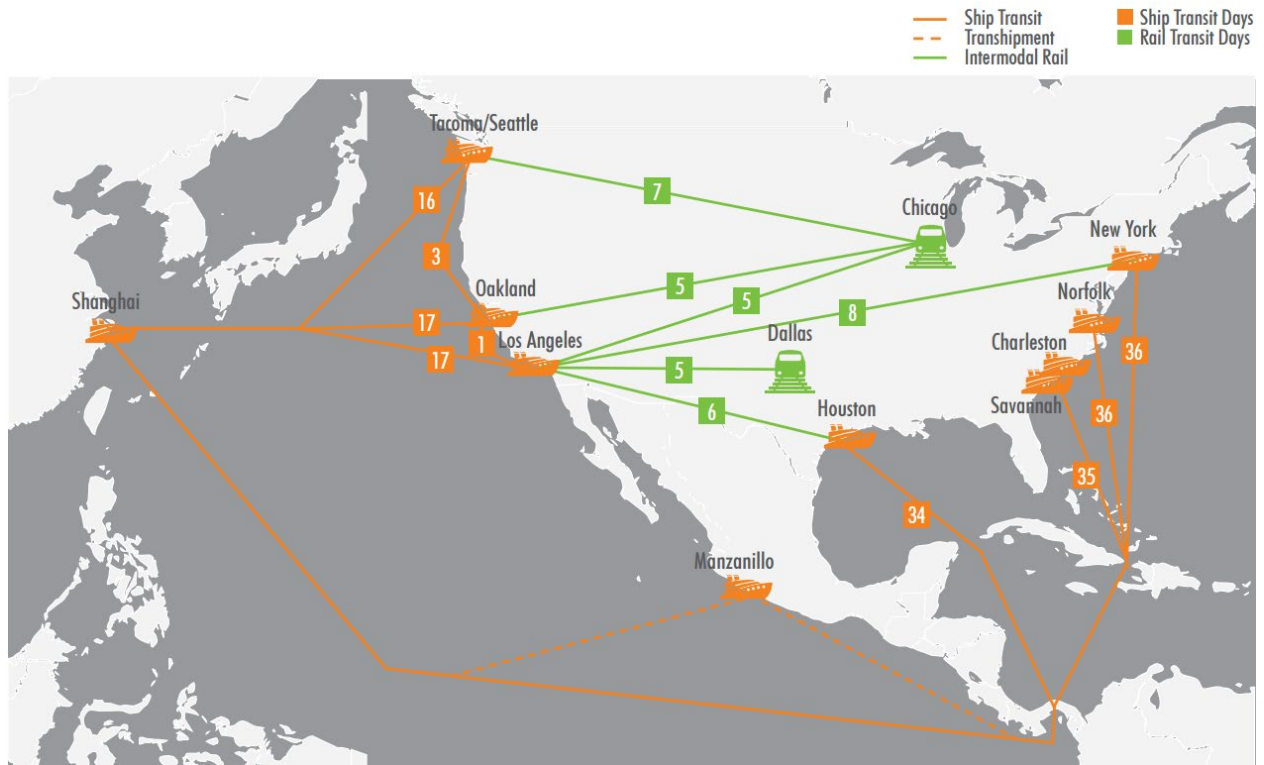 Ship Transit
Transhipment
Intermodal Rail
Ship Transit Days
Rail Transit Days
Tacoma/Seattle
16
7
Chicago
New York
3
Shanghai
Oakland
5
5
8
Norfolk
17
1
Los Angeles
Dallas
Charleston
36
17
5
Savannah
6
Houston
36
35
34
Manzanillo